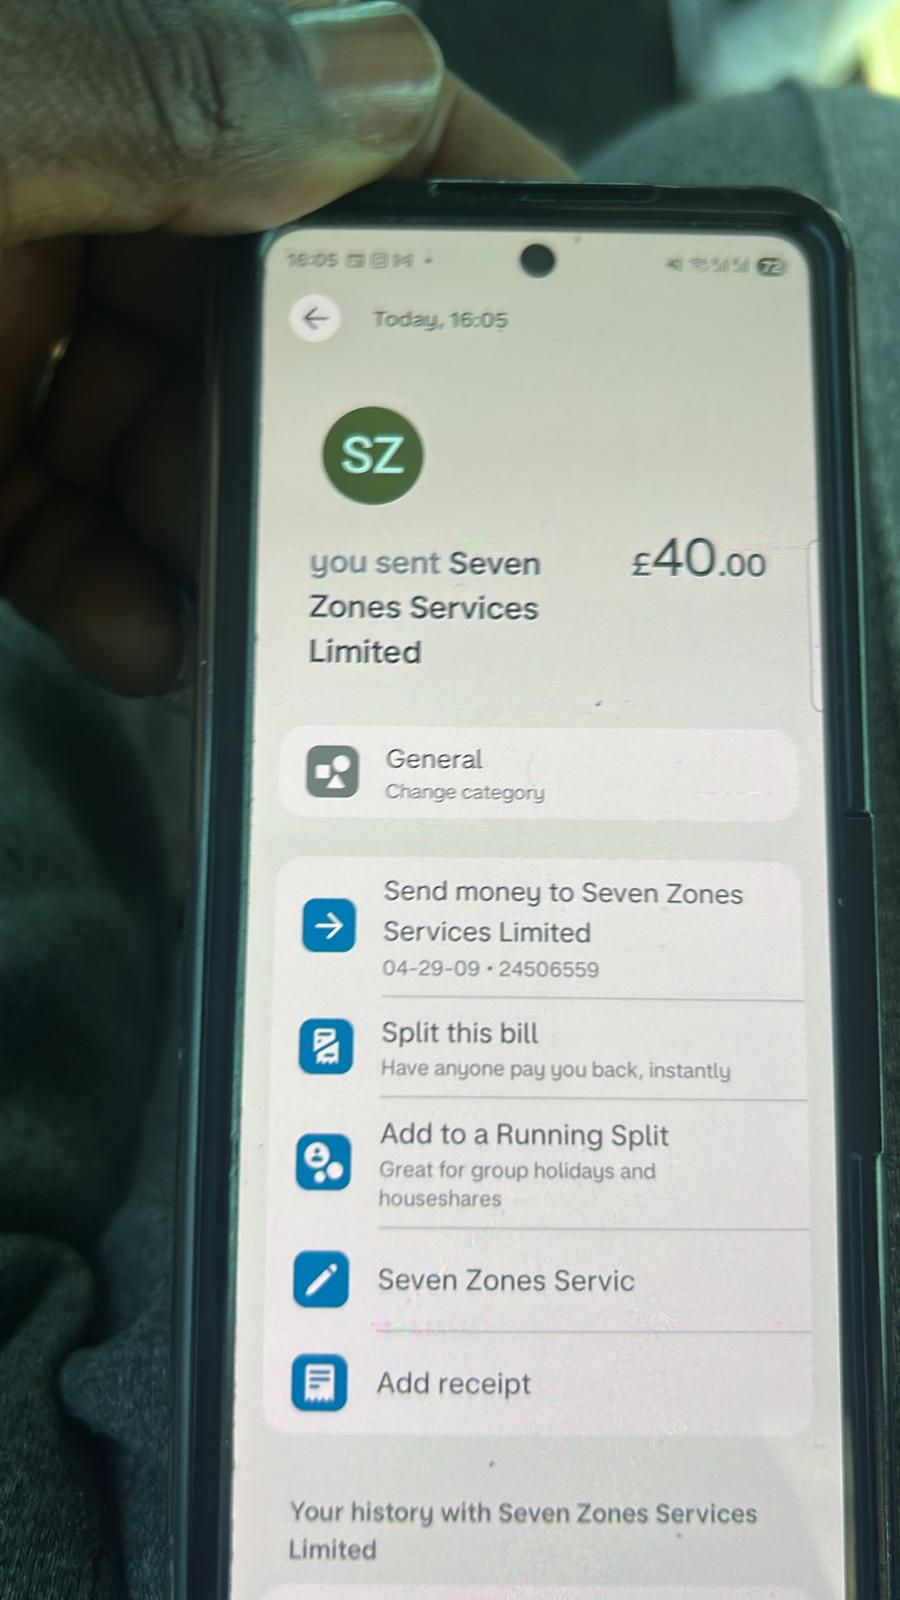 16:05
72
Today, 16:05
SZ
you sent Seven
Zones Services
Limited
£40.00
General
Change category
Send money to Seven Zones
Services Limited
04-29-09 • 24506559
Split this bill
Have anyone pay you back, instantly
Add to a Running Split
Great for group holidays and
houseshares
Seven Zones Servic
Add receipt
Your history with Seven Zones Services
Limited